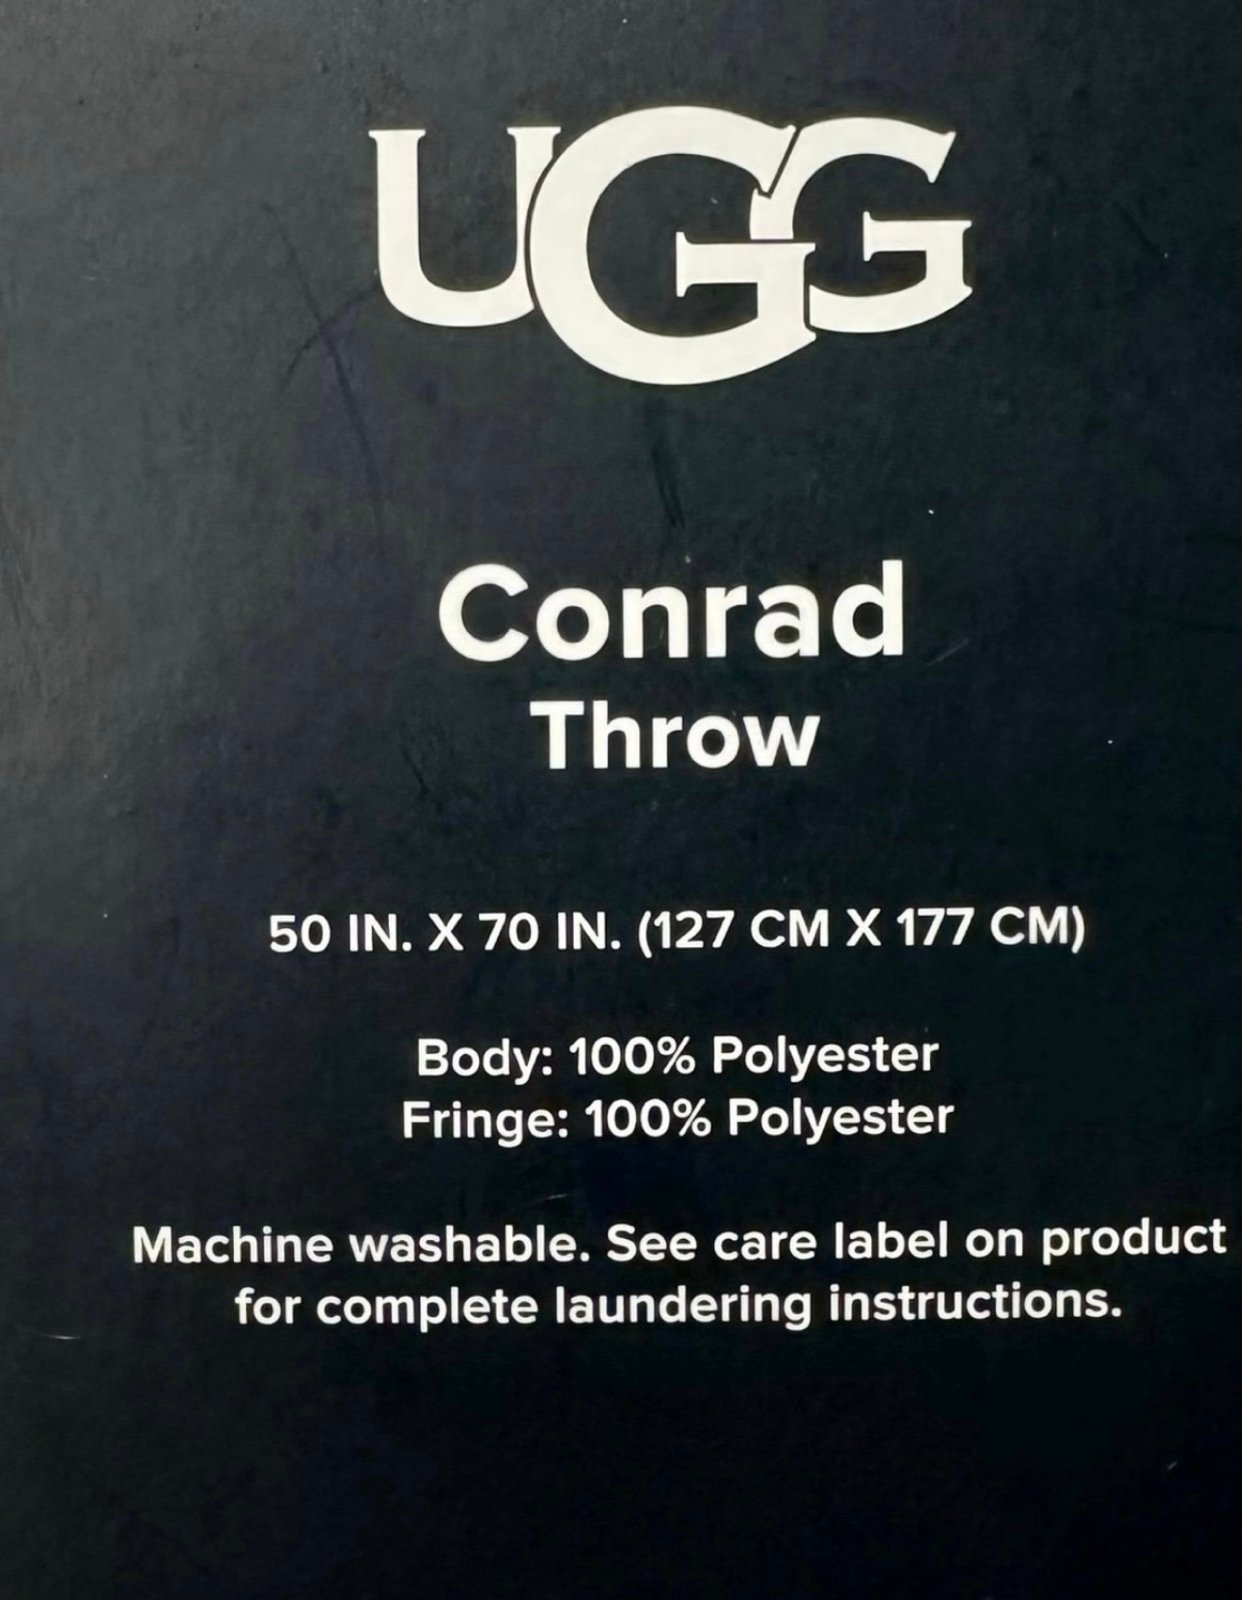 UGG
Conrad
Throw
50 IN. X 70 IN. (127 CM X 177 CM)
Body: 100% Polyester
Fringe: 100% Polyester
Machine washable. See care label on product
for complete laundering instructions.